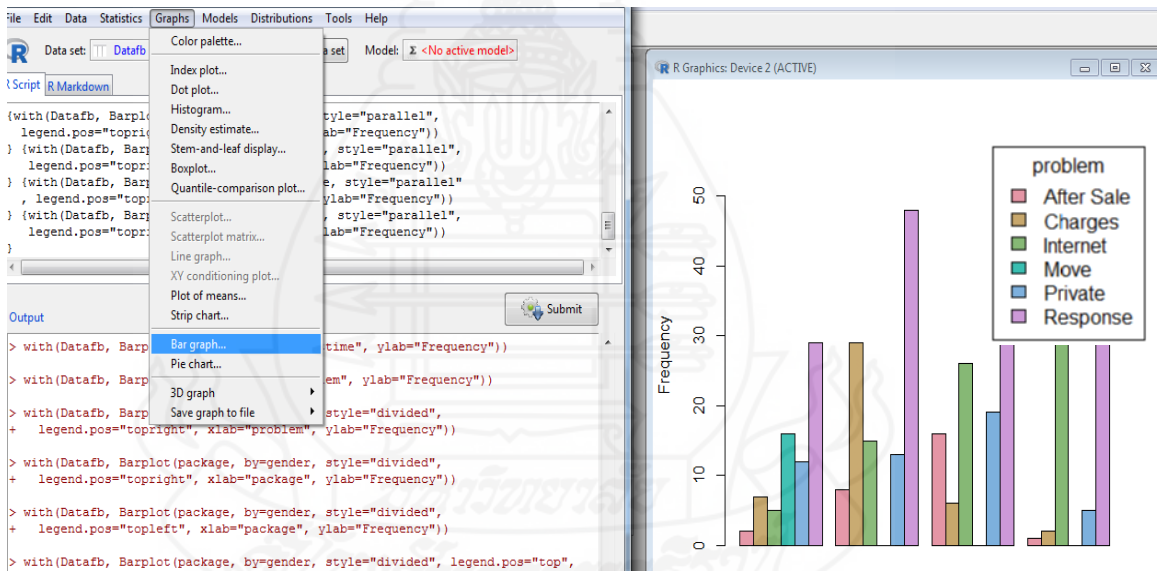 File Edit Data Statistics Graphs Models Distributions Tools Help
R Data set: Datafb a set Model: Σ <No active model>
R Script R Markdown
{with(Datafb, Barplo tyle="parallel",
legend.pos="topri ab="Frequency"))
} {with(Datafb, Barp , style="parallel",
legend.pos="topr lab="Frequency"))
} {with(Datafb, Barp e, style="parallel"
, legend.pos="top ylab="Frequency"))
} {with(Datafb, Barp , style="parallel",
legend.pos="topr lab="Frequency"))
}
Color palette...
Index plot...
Dot plot...
Histogram...
Density estimate...
Stem-and-leaf display...
Boxplot...
Quantile-comparison plot...
Scatterplot...
Scatterplot matrix...
Line graph...
XY conditioning plot...
Plot of means...
Strip chart...
Bar graph...
Pie chart...
3D graph
Save graph to file
Output
Submit
> with(Datafb, Barp time", ylab="Frequency"))
> with(Datafb, Barp em", ylab="Frequency"))
> with(Datafb, Barp style="divided",
+ legend.pos="topright", xlab="problem", ylab="Frequency"))
> with(Datafb, Barplot(package, by=gender, style="divided",
+ legend.pos="topright", xlab="package", ylab="Frequency"))
> with(Datafb, Barplot(package, by=gender, style="divided",
+ legend.pos="topleft", xlab="package", ylab="Frequency"))
> with(Datafb, Barplot(package, by=gender, style="divided", legend.pos="top",
R R Graphics: Device 2 (ACTIVE)
problem
After Sale
Charges
Internet
Move
Private
Response
Frequency
50
40
30
20
10
0